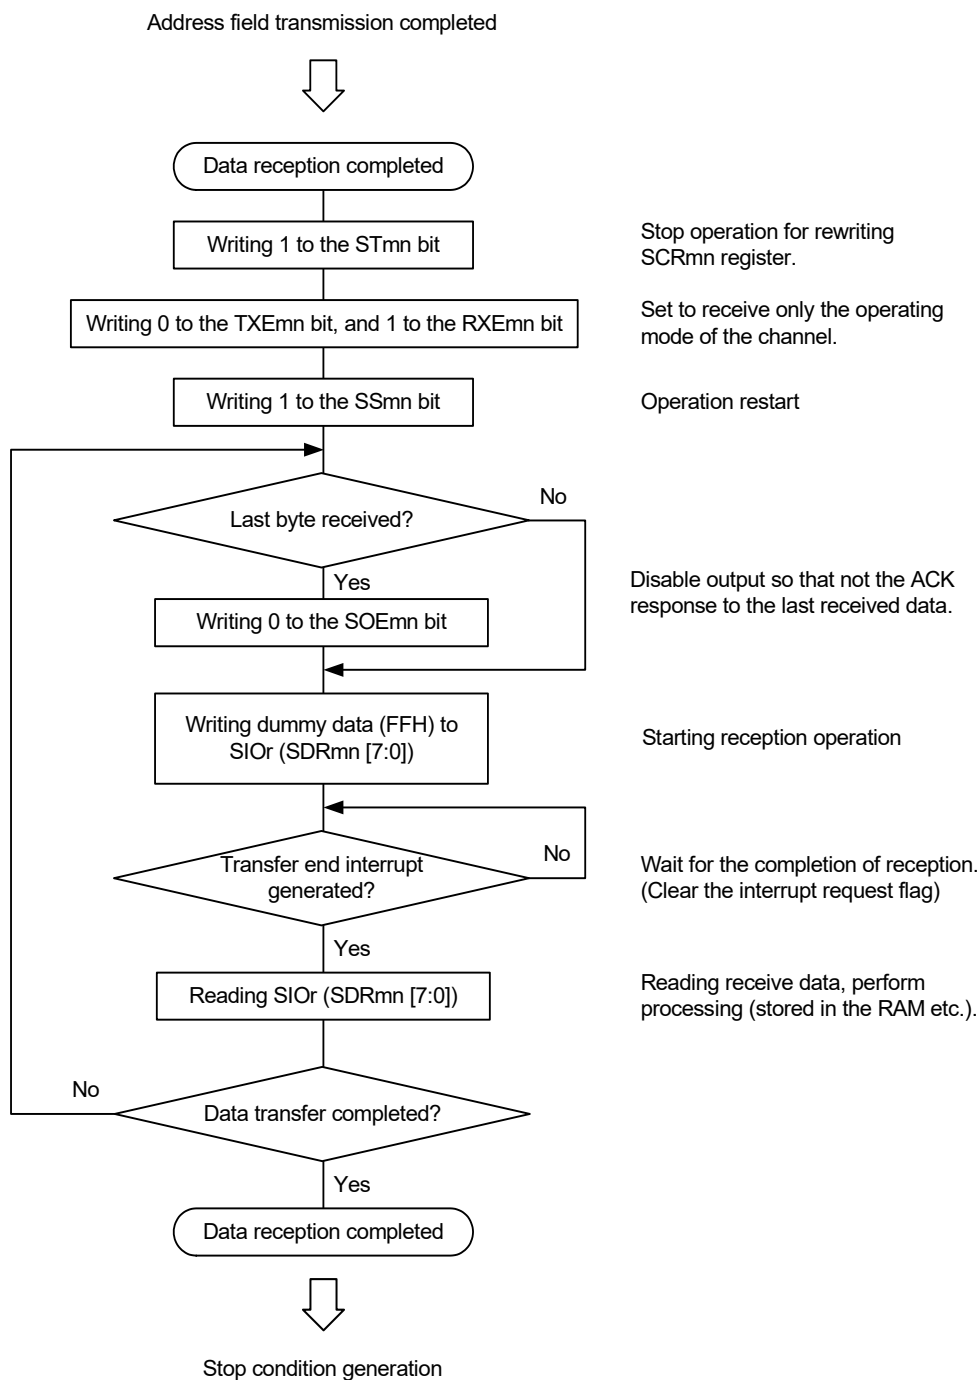 Address field transmission completed
Data reception completed
Writing 1 to the STmn bit
Stop operation for rewriting
SCRmn register.
Writing 0 to the TXEmn bit, and 1 to the RXEmn bit
Set to receive only the operating
mode of the channel.
Writing 1 to the SSmn bit
Operation restart
Last byte received?
No
Yes
Disable output so that not the ACK
response to the last received data.
Writing 0 to the SOEmn bit
Writing dummy data (FFH) to
SIOr (SDRmn [7:0])
Starting reception operation
Transfer end interrupt
generated?
No
Wait for the completion of reception.
(Clear the interrupt request flag)
Yes
Reading SIOr (SDRmn [7:0])
Reading receive data, perform
processing (stored in the RAM etc.).
No
Data transfer completed?
Yes
Data reception completed
Stop condition generation